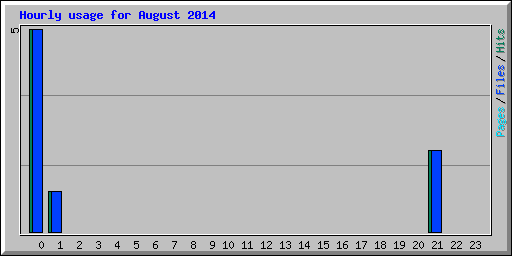 Hourly usage for August 2014
5
Pages/Files/Hits
0 1 2 3 4 5 6 7 8 9 10 11 12 13 14 15 16 17 18 19 20 21 22 23